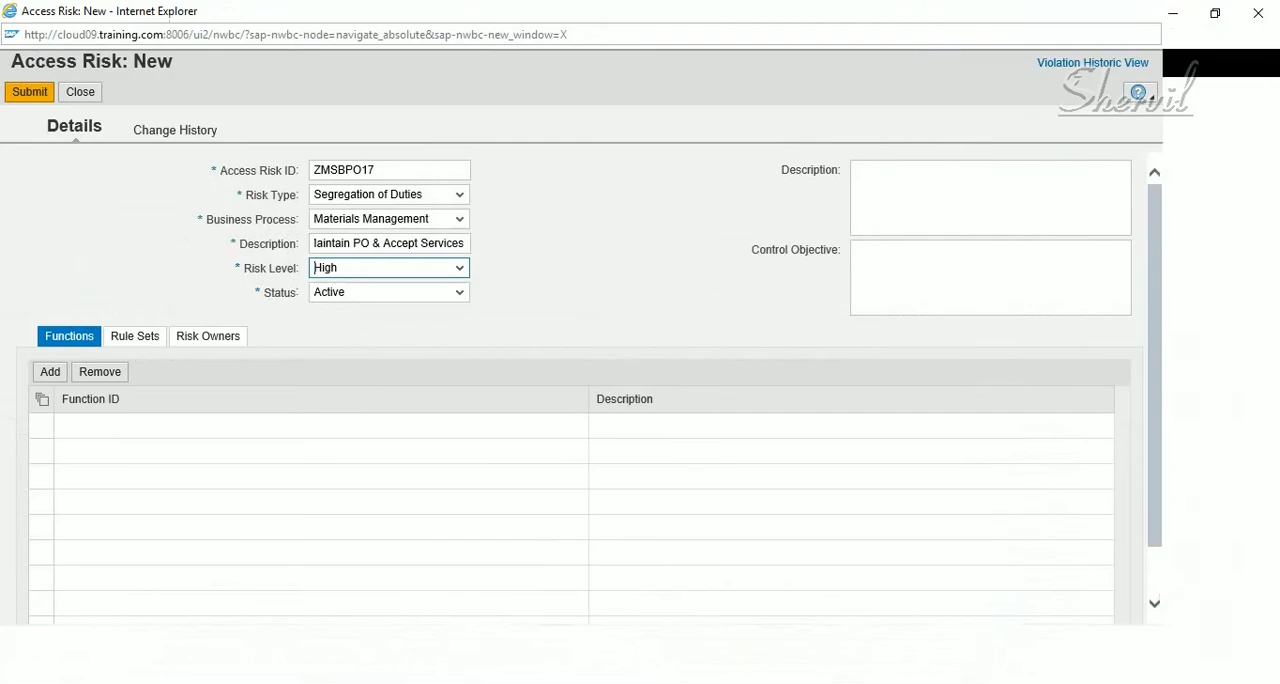 Access Risk: New - Internet Explorer
http://cloud09.training.com:8006/ui2/nwbc/?sap-nwbc-node=navigate_absolute&sap-nwbc-new_window=X
Access Risk: New
Violation Historic View
Submit Close
Shervil
Details Change History
* Access Risk ID: ZMSBPO17
* Risk Type: Segregation of Duties
* Business Process: Materials Management
* Description: laintain PO & Accept Services
* Risk Level: High
* Status: Active
Description:
Control Objective:
Functions Rule Sets Risk Owners
Add Remove
Function ID Description